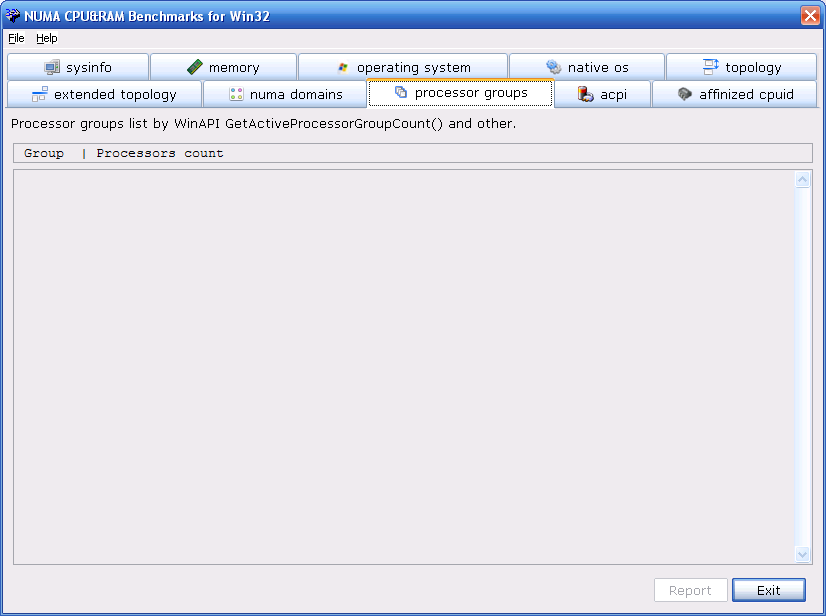 NUMA CPU&RAM Benchmarks for Win32
File Help
sysinfo memory operating system native os topology
extended topology numa domains processor groups acpi affinized cpuid
Processor groups list by WinAPI GetActiveProcessorGroupCount() and other.
Group | Processors count
Report Exit